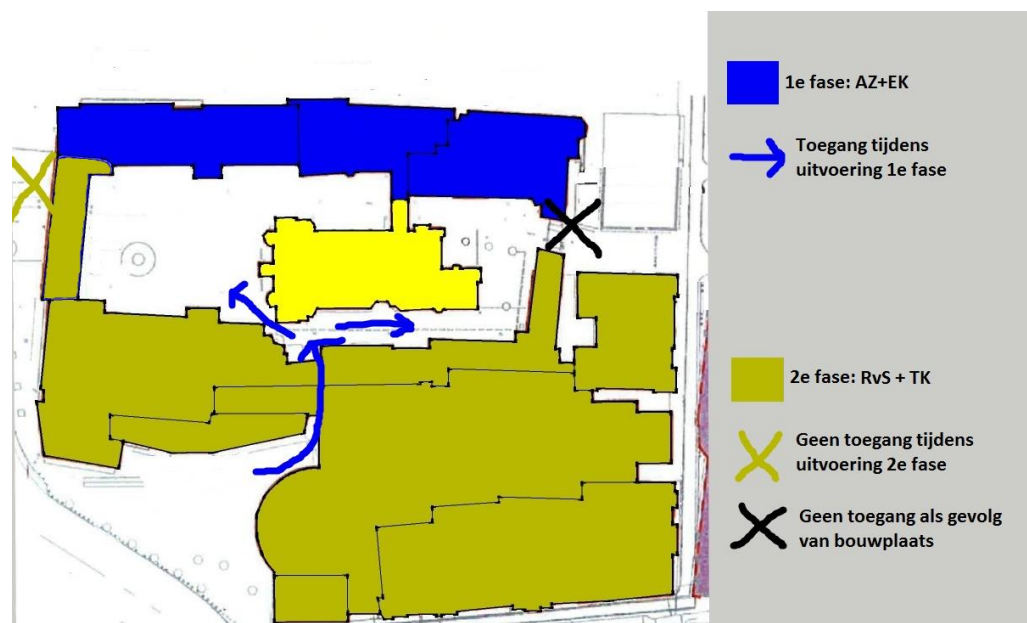 1e fase: AZ+EK
Toegang tijdens
uitvoering 1e fase
2e fase: RvS + TK
Geen toegang tijdens
uitvoering 2e fase
Geen toegang als gevolg
van bouwplaats